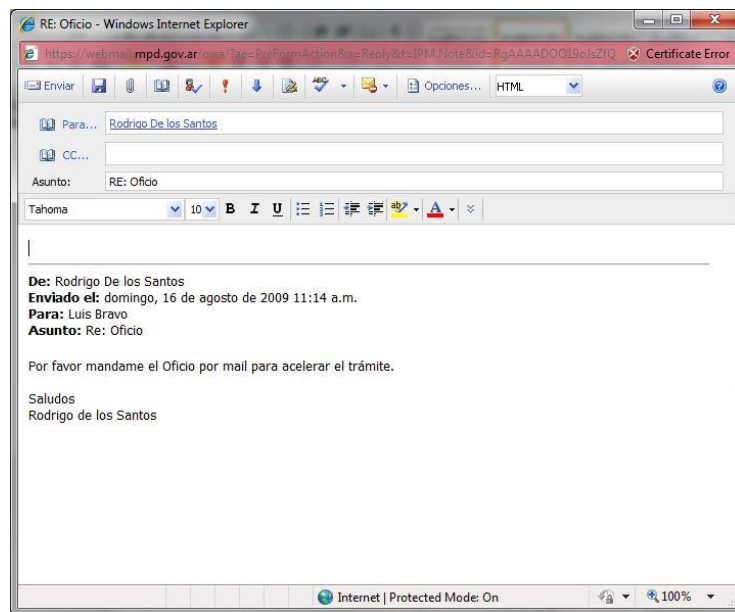 RE: Oficio - Windows Internet Explorer
https://webmail.mpd.gov.ar/owa/?ae=PreFormAction&a=Reply&t=IPM.Note&id= Certificate Error
Enviar Opciones... HTML
Para... Rodrigo De los Santos
CC...
Asunto: RE: Oficio
Tahoma 10 B I U A
De: Rodrigo De los Santos
Enviado el: domingo, 16 de agosto de 2009 11:14 a.m.
Para: Luis Bravo
Asunto: Re: Oficio
Por favor mandame el Oficio por mail para acelerar el trámite.
Saludos
Rodrigo de los Santos
Internet | Protected Mode: On 100%